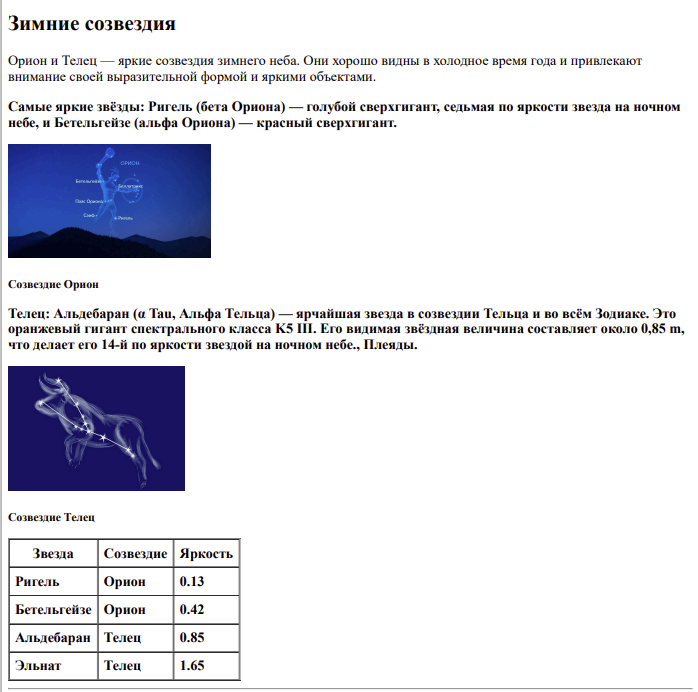 Зимние созвездия
Орион и Телец — яркие созвездия зимнего неба. Они хорошо видны в холодное время года и привлекают
внимание своей выразительной формой и яркими объектами.
Самые яркие звёзды: Ригель (бета Ориона) — голубой сверхгигант, седьмая по яркости звезда на ночном
небе, и Бетельгейзе (альфа Ориона) — красный сверхгигант.
ОРИОН
Бетельгейзе
Беллатрикс
Пояс Ориона
Саиф
Ригель
Созвездие Орион
Телец: Альдебаран (α Tau, Альфа Тельца) — ярчайшая звезда в созвездии Тельца и во всём Зодиаке. Это
оранжевый гигант спектрального класса K5 III. Его видимая звёздная величина составляет около 0,85 m,
что делает его 14-й по яркости звездой на ночном небе., Плеяды.
Созвездие Телец
Звезда Созвездие Яркость
Ригель Орион 0.13
Бетельгейзе Орион 0.42
Альдебаран Телец 0.85
Эльнат Телец 1.65